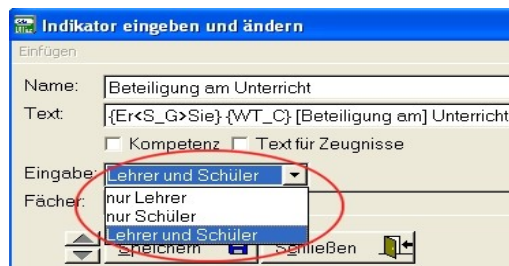 Indikator eingeben und ändern
Einfügen
Name: Beteiligung am Unterricht
Text: {Er<S_G>Sie} {WT_C} [Beteiligung am] Unterricht
Kompetenz Text für Zeugnisse
Eingabe: Lehrer und Schüler
Fächer:
nur Lehrer
nur Schüler
Lehrer und Schüler
Speichern Schließen